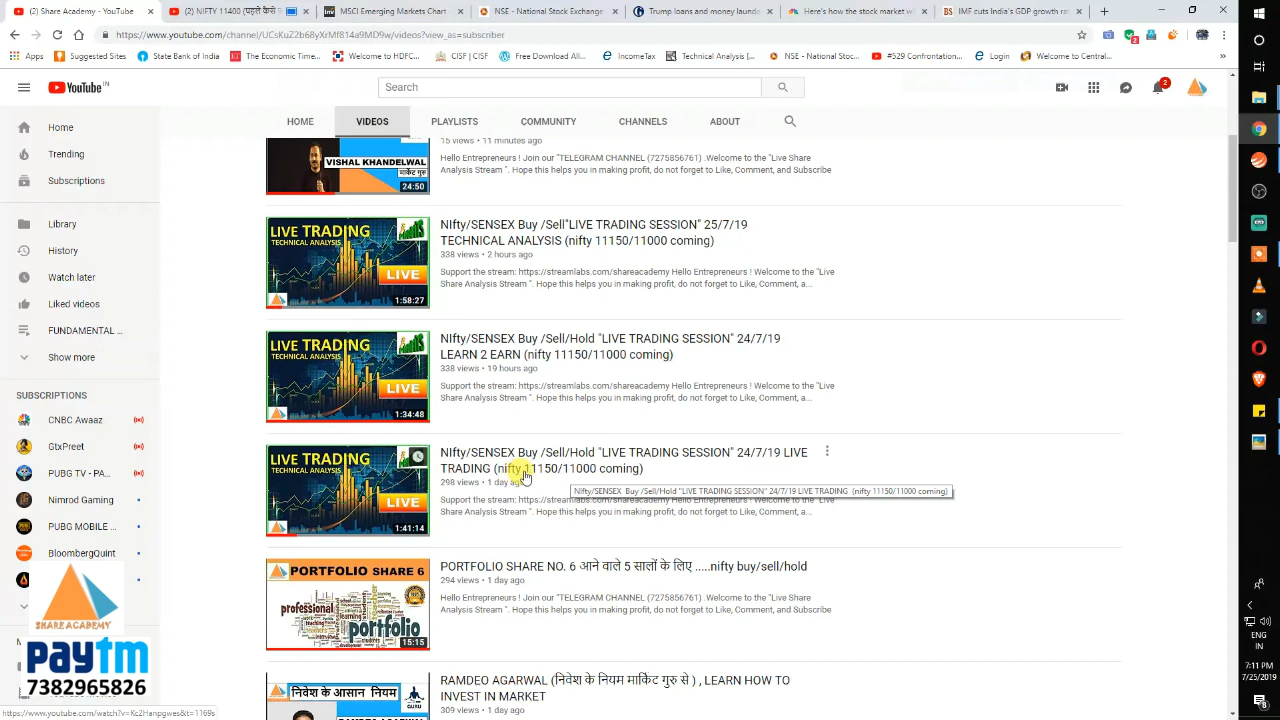 (2) Share Academy - YouTube
(2) NIFTY 11400 (पहले कैसे
MSCI Emerging Markets Chart
NSE - National Stock Exchange
Trump loans and money launde
Here's how the stock market w
IMF cuts India's GDP growth ra
https://www.youtube.com/channel/UCsKuZ2b68yXrMf814a9MD9w/videos?view_as=subscriber
Apps
Suggested Sites
State Bank of India
The Economic Time...
Welcome to HDFC...
CISF | CISF
Free Download All...
IncomeTax
Technical Analysis |...
NSE - National Stoc...
#529 Confrontation...
Login
Welcome to Central...
YouTube IN
Search
2
HOME
VIDEOS
PLAYLISTS
COMMUNITY
CHANNELS
ABOUT
Home
Trending
Subscriptions
Library
History
Watch later
Liked videos
FUNDAMENTAL ...
Show more
SUBSCRIPTIONS
CNBC Awaaz
GtxPreet
PUBG TV - PA...
Nimrod Gaming
PUBG MOBILE ...
BloombergQuint
SHARE ACADEMY
paytm
7382965826
VISHAL KHANDELWAL
मार्केट गुरू
24:50
15 views • 11 minutes ago
Hello Entrepreneurs ! Join our "TELEGRAM CHANNEL (7275856761) .Welcome to the "Live Share
Analysis Stream ". Hope this helps you in making profit, do not forget to Like, Comment, and Subscribe
LIVE TRADING
TECHNICAL ANALYSIS
LIVE
1:58:27
NIfty/SENSEX Buy /Sell"LIVE TRADING SESSION" 25/7/19
TECHNICAL ANALYSIS (nifty 11150/11000 coming)
338 views • 2 hours ago
Support the stream: https://streamlabs.com/shareacademy Hello Entrepreneurs ! Welcome to the "Live
Share Analysis Stream ". Hope this helps you in making profit, do not forget to Like, Comment, a...
LIVE TRADING
TECHNICAL ANALYSIS
LIVE
1:34:48
NIfty/SENSEX Buy /Sell/Hold "LIVE TRADING SESSION" 24/7/19
LEARN 2 EARN (nifty 11150/11000 coming)
338 views • 19 hours ago
Support the stream: https://streamlabs.com/shareacademy Hello Entrepreneurs ! Welcome to the "Live
Share Analysis Stream ". Hope this helps you in making profit, do not forget to Like, Comment, a...
LIVE TRADING
TECHNICAL ANALYSIS
LIVE
1:41:14
NIfty/SENSEX Buy /Sell/Hold "LIVE TRADING SESSION" 24/7/19 LIVE
TRADING (nifty 11150/11000 coming)
298 views • 1 day ago
NIfty/SENSEX Buy /Sell/Hold "LIVE TRADING SESSION" 24/7/19 LIVE TRADING (nifty 11150/11000 coming)
Support the stream: https://streamlabs.com/shareacademy Hello Entrepreneurs ! Welcome to the "Live
Share Analysis Stream ". Hope this helps you in making profit, do not forget to Like, Comment, a...
PORTFOLIO SHARE 6
professional
portfolio
15:15
PORTFOLIO SHARE NO. 6 आने वाले 5 सालों के लिए .....nifty buy/sell/hold
294 views • 1 day ago
Hello Entrepreneurs ! Join our "TELEGRAM CHANNEL (7275856761) .Welcome to the "Live Share
Analysis Stream ". Hope this helps you in making profit, do not forget to Like, Comment, and Subscribe
निवेश के आसान नियम
GURU
RAMDEO AGARWAL (निवेश के नियम मार्किट गुरु से ) , LEARN HOW TO
INVEST IN MARKET
309 views • 1 day ago
https://www.youtube.com/watch?v=Kc2Hanpgwes&t=1169s
ENG
IN
7:11 PM
7/25/2019